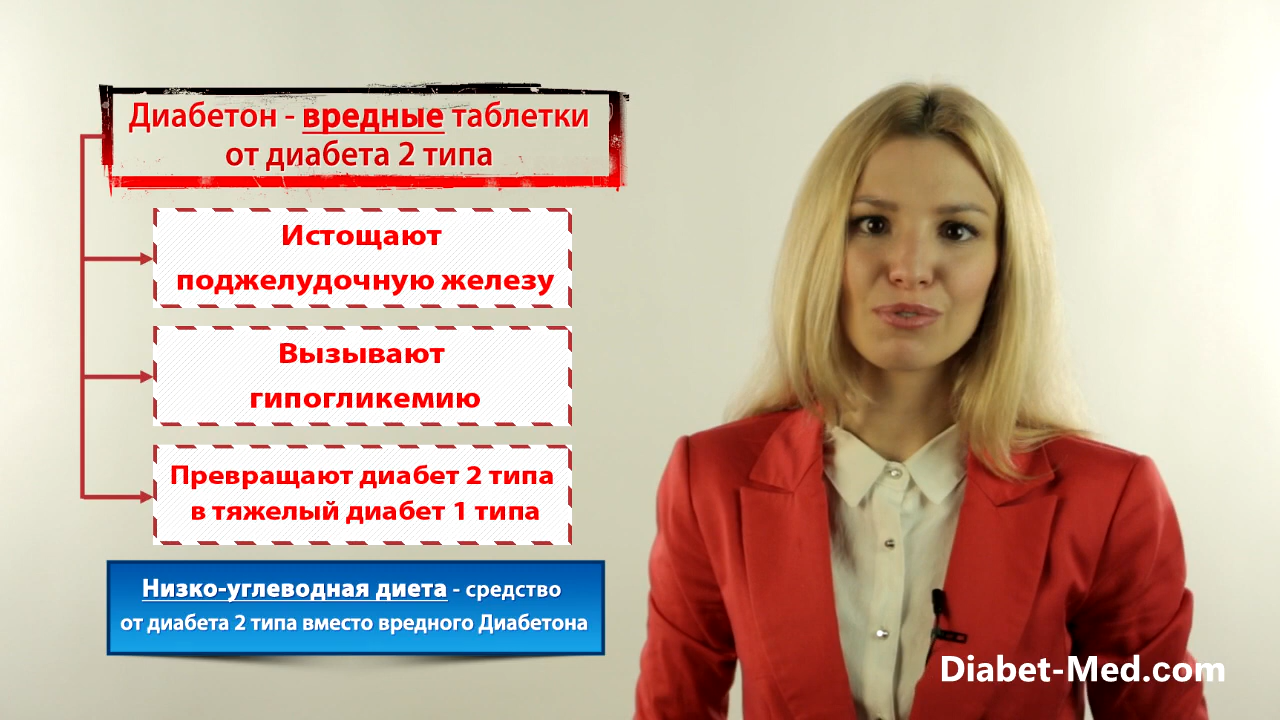 Диабетон - вредные таблетки
от диабета 2 типа
Истощают
поджелудочную железу
Вызывают
гипогликемию
Превращают диабет 2 типа
в тяжелый диабет 1 типа
Низко-углеводная диета - средство
от диабета 2 типа вместо вредного Диабетона
Diabet-Med.com